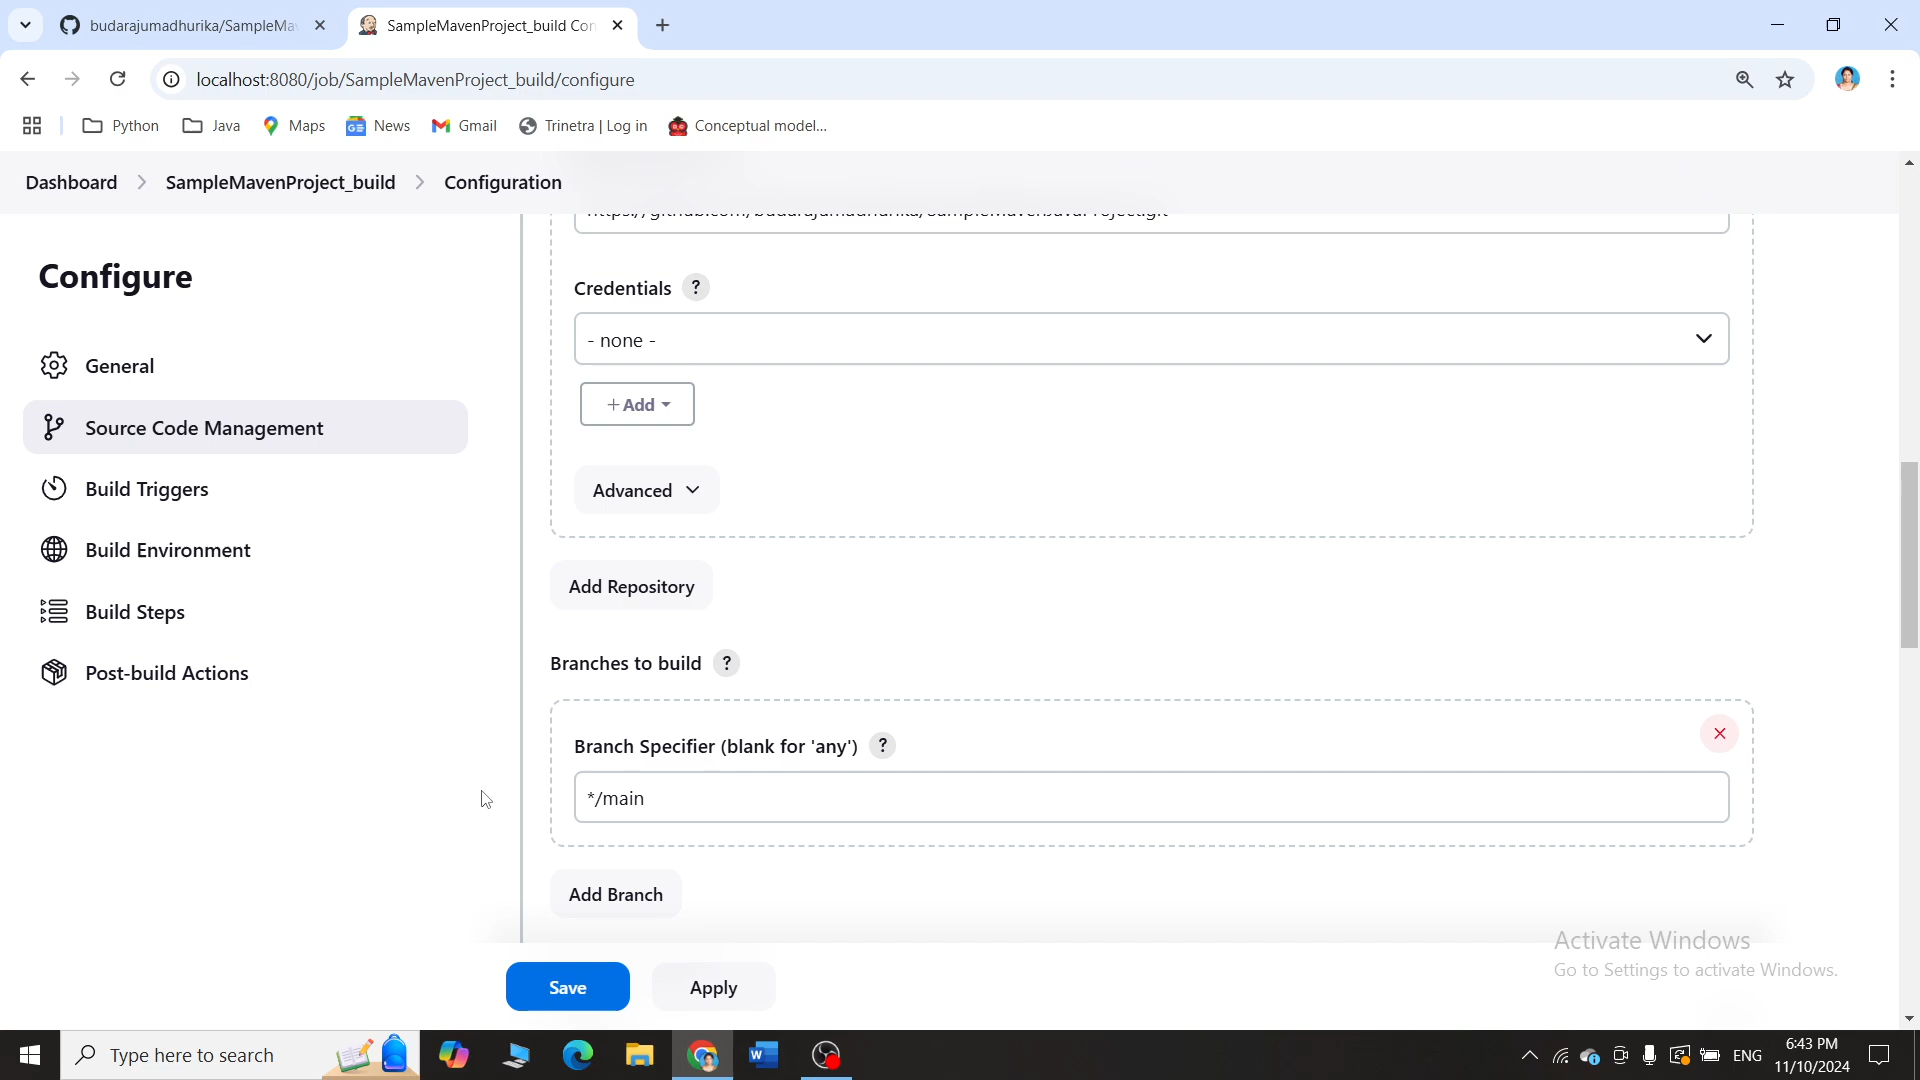 budarajumadhurika/SampleMa
SampleMavenProject_build Con
localhost:8080/job/SampleMavenProject_build/configure
Python
Java
Maps
News
Gmail
Trinetra | Log in
Conceptual model...
Dashboard
SampleMavenProject_build
Configuration
Configure
General
Source Code Management
Build Triggers
Build Environment
Build Steps
Post-build Actions
Credentials ?
- none -
+ Add
Advanced
Add Repository
Branches to build ?
Branch Specifier (blank for 'any') ?
*/main
Add Branch
Save
Apply
Activate Windows
Go to Settings to activate Windows.
Type here to search
ENG
6:43 PM
11/10/2024